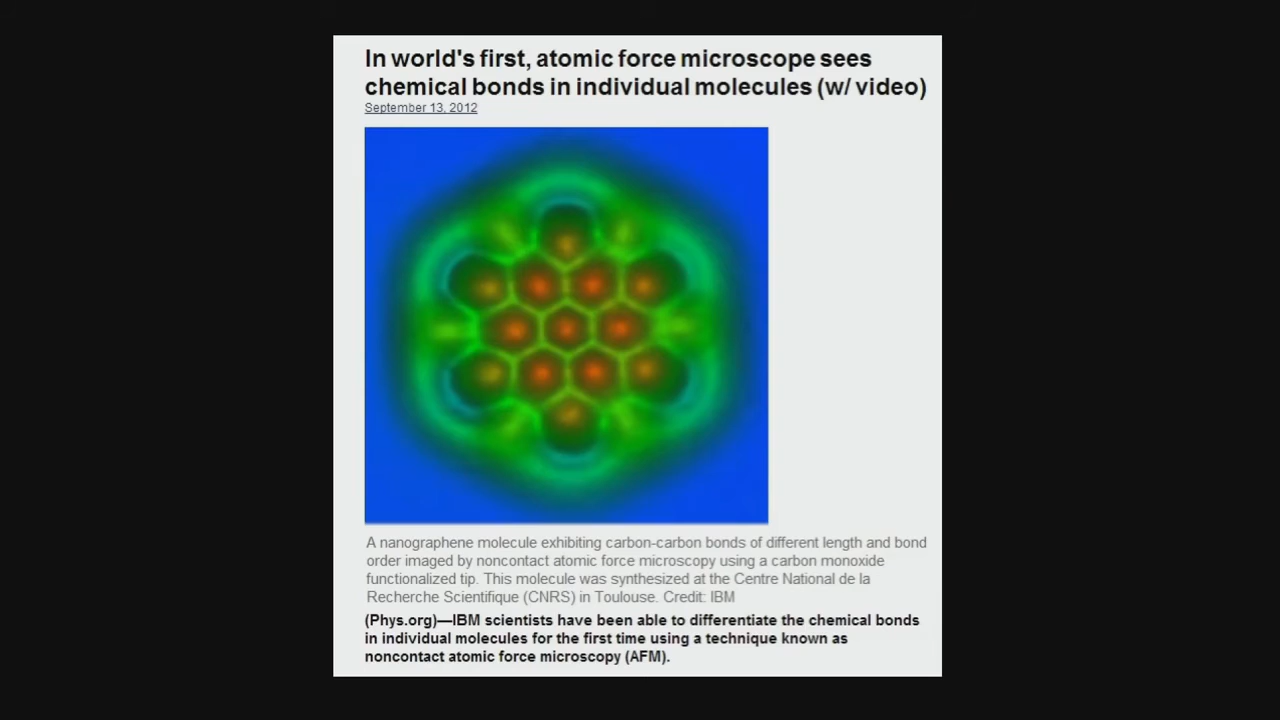 In world's first, atomic force microscope sees
chemical bonds in individual molecules (w/ video)
September 13, 2012
A nanographene molecule exhibiting carbon-carbon bonds of different length and bond
order imaged by noncontact atomic force microscopy using a carbon monoxide
functionalized tip. This molecule was synthesized at the Centre National de la
Recherche Scientifique (CNRS) in Toulouse. Credit: IBM
(Phys.org)—IBM scientists have been able to differentiate the chemical bonds
in individual molecules for the first time using a technique known as
noncontact atomic force microscopy (AFM).